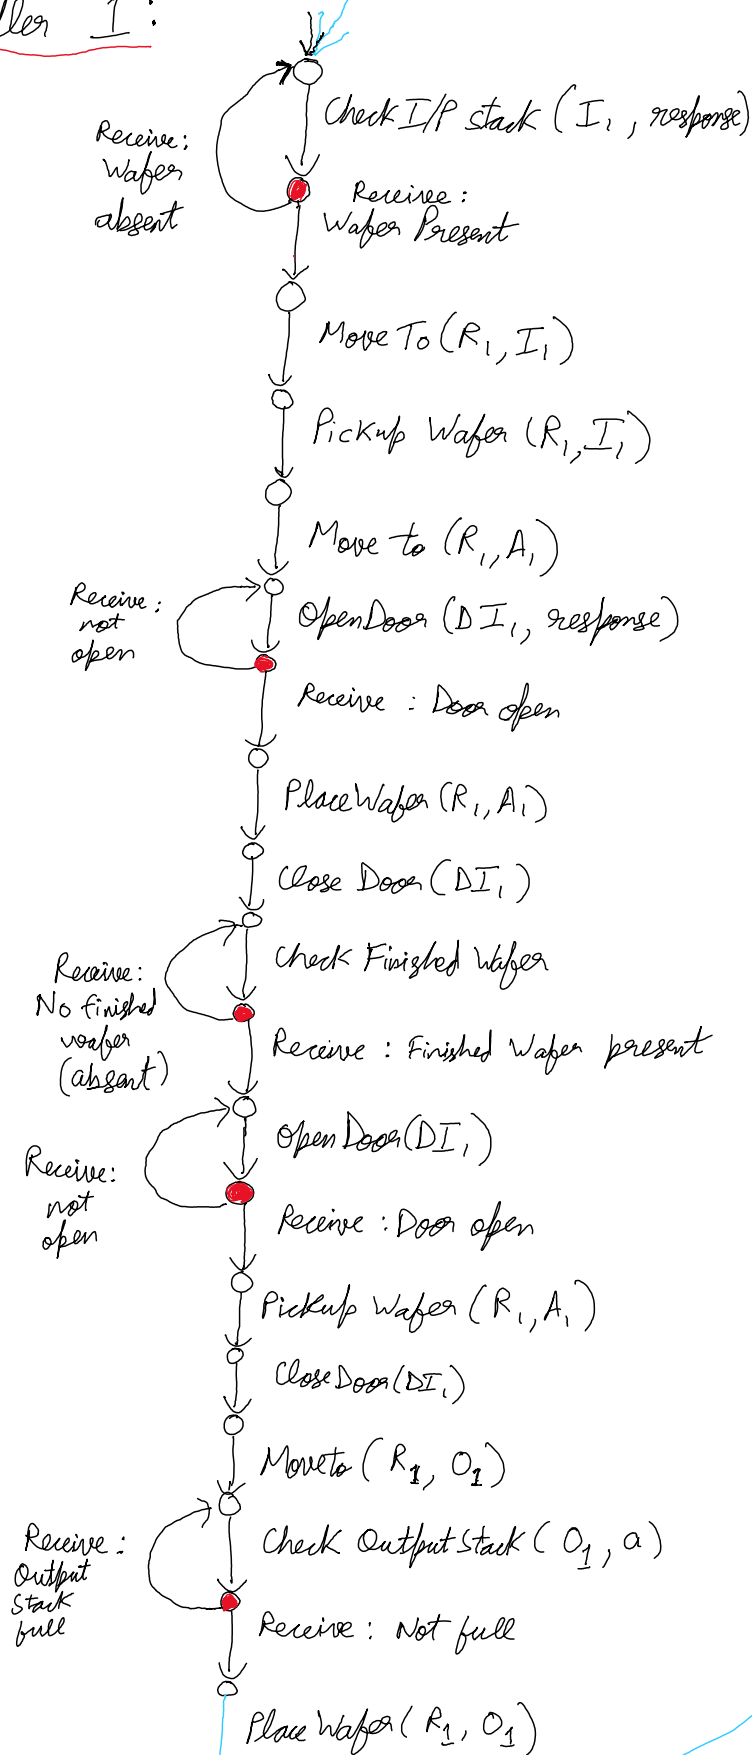 ller I:
Check I/P stack (I1, response)
Receive:
Wafer
absent
Receive:
Wafer Present
Move To (R1, I1)
Pickup Wafer (R1, I1)
Move to (R1, A1)
Receive:
not
open
OpenDoor (DI1, response)
Receive : Door open
PlaceWafer (R1, A1)
Close Door (DI1)
Check Finished Wafer
Receive:
No finished
wafer
(absent)
Receive : Finished Wafer present
Open Door (DI1)
Receive:
not
open
Receive : Door open
Pickup Wafer (R1, A1)
CloseDoor (DI1)
Moveto (R1, O1)
Check OutputStack (O1, a)
Receive :
Output
Stack
full
Receive : Not full
Place Wafer (R1, O1)